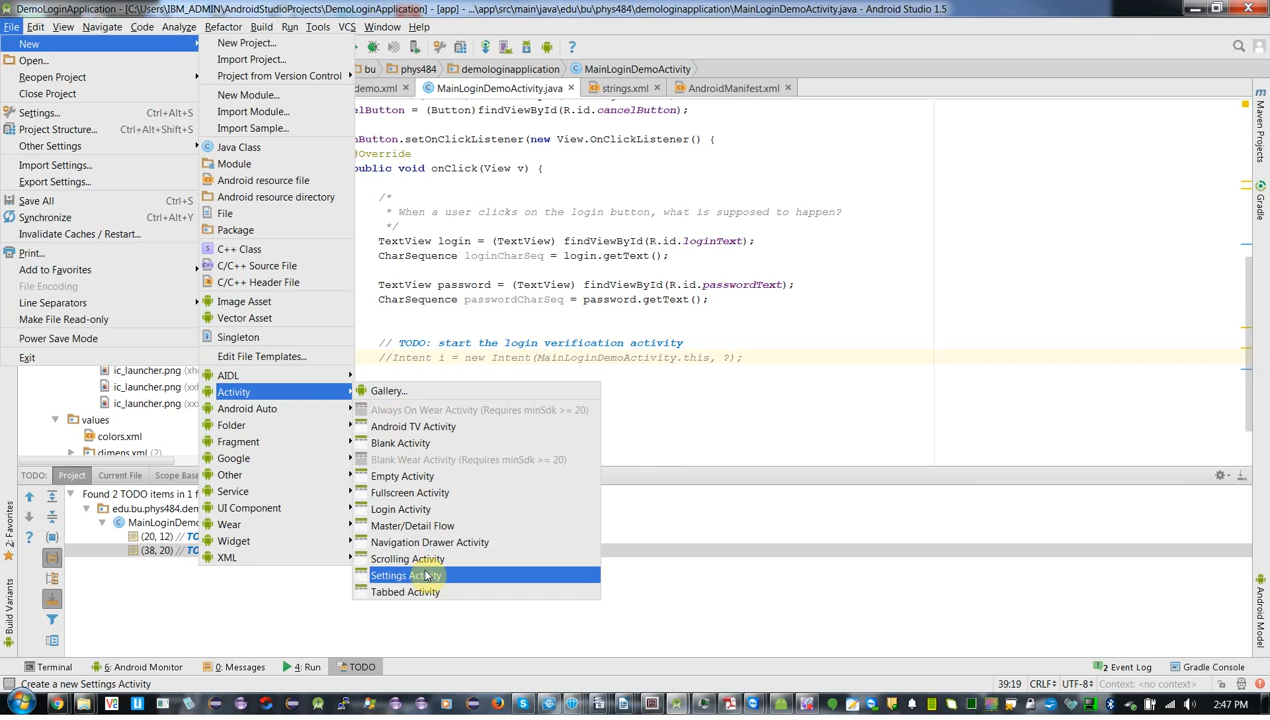 DemoLoginApplication - [C:\Users\IBM_ADMIN\AndroidStudioProjects\DemoLoginApplication] - [app] - ...\app\src\main\java\edu\bu\phys484\demologinapplication\MainLoginDemoActivity.java - Android Studio 1.5
File Edit View Navigate Code Analyze Refactor Build Run Tools VCS Window Help
bu phys484 demologinapplication MainLoginDemoActivity
demo.xml MainLoginDemoActivity.java strings.xml AndroidManifest.xml
New
Open...
Reopen Project
Close Project
Settings... Ctrl+Alt+S
Project Structure... Ctrl+Alt+Shift+S
Other Settings
Import Settings...
Export Settings...
Save All Ctrl+S
Synchronize Ctrl+Alt+Y
Invalidate Caches / Restart...
Print...
Add to Favorites
File Encoding
Line Separators
Make File Read-only
Power Save Mode
Exit
New Project...
Import Project...
Project from Version Control
New Module...
Import Module...
Import Sample...
Java Class
Module
Android resource file
Android resource directory
File
Package
C++ Class
C/C++ Source File
C/C++ Header File
Image Asset
Vector Asset
Singleton
Edit File Templates...
AIDL
Activity
Android Auto
Folder
Fragment
Google
Other
Service
UI Component
Wear
Widget
XML
Gallery...
Always On Wear Activity (Requires minSdk >= 20)
Android TV Activity
Blank Activity
Blank Wear Activity (Requires minSdk >= 20)
Empty Activity
Fullscreen Activity
Login Activity
Master/Detail Flow
Navigation Drawer Activity
Scrolling Activity
Settings Activity
Tabbed Activity
elButton = (Button)findViewById(R.id.cancelButton);
nButton.setOnClickListener(new View.OnClickListener() {
@Override
public void onClick(View v) {
/*
* When a user clicks on the login button, what is supposed to happen?
*/
TextView login = (TextView) findViewById(R.id.loginText);
CharSequence loginCharSeq = login.getText();
TextView password = (TextView) findViewById(R.id.passwordText);
CharSequence passwordCharSeq = password.getText();
// TODO: start the login verification activity
//Intent i = new Intent(MainLoginDemoActivity.this, ?);
ic_launcher.png (xh
ic_launcher.png (xx
ic_launcher.png (xx
values
colors.xml
dimens.xml (2)
TODO: Project Current File Scope Base
Found 2 TODO items in 1
edu.bu.phys484.dem
MainLoginDemo
(20, 12) // TO
(38, 20) // TO
Maven Projects
Gradle
Android Model
2: Favorites
Build Variants
Terminal 6: Android Monitor 0: Messages 4: Run TODO 2 Event Log Gradle Console
Create a new Settings Activity 39:19 CRLF UTF-8 Context: <no context>
2:47 PM